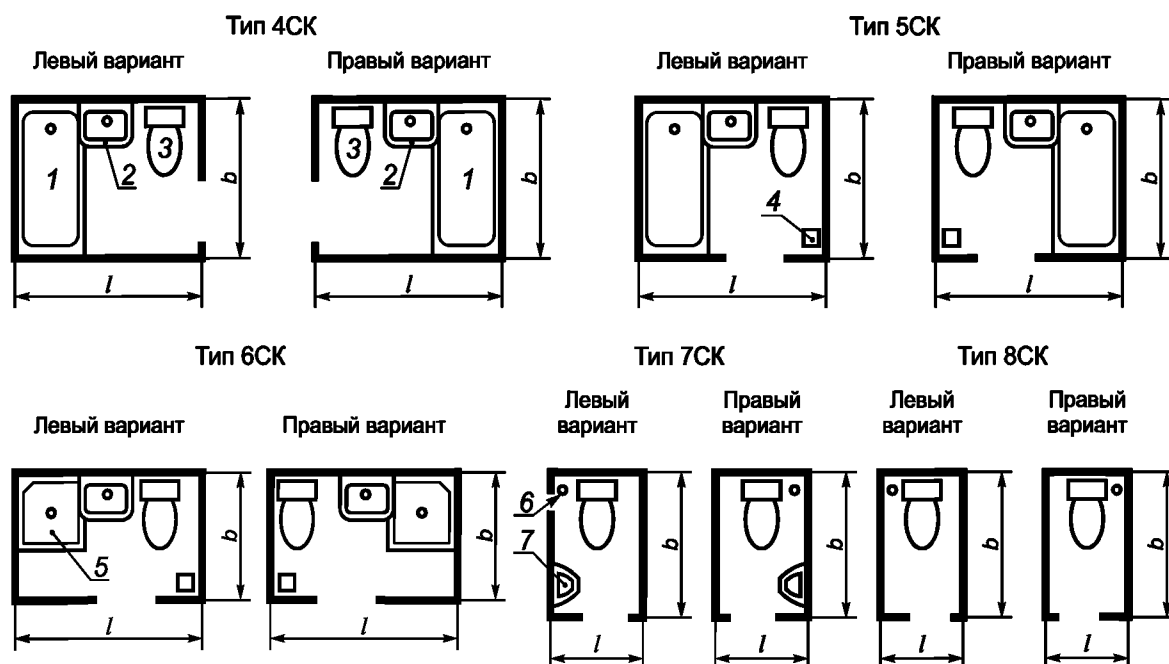 Тип 4СК
Тип 5СК
Левый вариант
Правый вариант
Левый вариант
Правый вариант
1
2
3
b
l
3
2
1
b
l
4
b
l
b
l
Тип 6СК
Тип 7СК
Тип 8СК
Левый вариант
Правый вариант
Левый
вариант
Правый
вариант
Левый
вариант
Правый
вариант
5
b
l
b
l
6
7
b
l
b
l
b
l
b
l